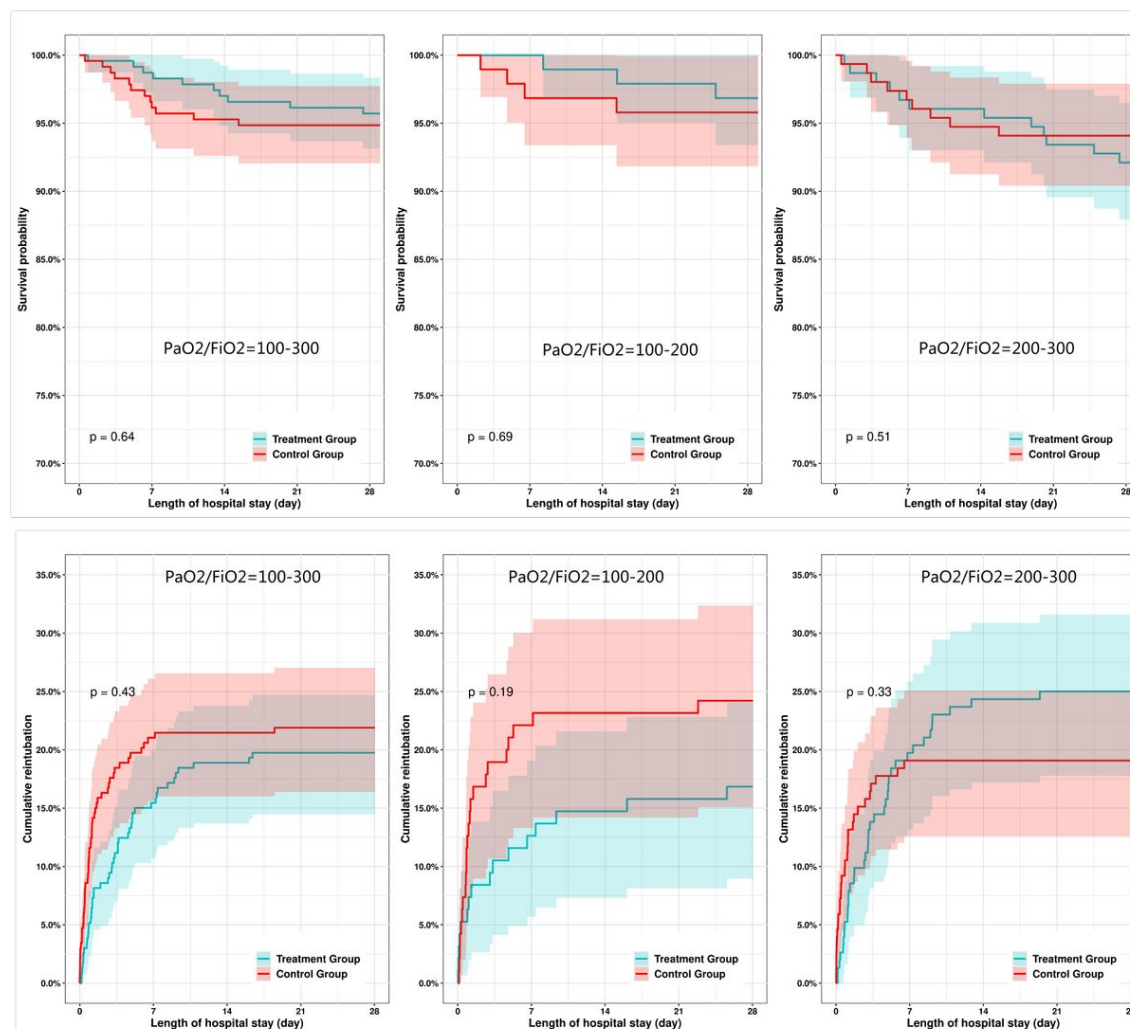 100.0%
95.0%
90.0%
85.0%
80.0%
75.0%
70.0%
Survival probability
PaO2/FiO2=100-300
p = 0.64
Treatment Group
Control Group
0 7 14 21 28
Length of hospital stay (day)
100.0%
95.0%
90.0%
85.0%
80.0%
75.0%
70.0%
Survival probability
PaO2/FiO2=100-200
p = 0.69
Treatment Group
Control Group
0 7 14 21 28
Length of hospital stay (day)
100.0%
95.0%
90.0%
85.0%
80.0%
75.0%
70.0%
Survival probability
PaO2/FiO2=200-300
p = 0.51
Treatment Group
Control Group
0 7 14 21 28
Length of hospital stay (day)
35.0%
30.0%
25.0%
20.0%
15.0%
10.0%
5.0%
0.0%
Cumulative reintubation
PaO2/FiO2=100-300
p = 0.43
Treatment Group
Control Group
0 7 14 21 28
Length of hospital stay (day)
35.0%
30.0%
25.0%
20.0%
15.0%
10.0%
5.0%
0.0%
Cumulative reintubation
PaO2/FiO2=100-200
p = 0.19
Treatment Group
Control Group
0 7 14 21 28
Length of hospital stay (day)
35.0%
30.0%
25.0%
20.0%
15.0%
10.0%
5.0%
0.0%
Cumulative reintubation
PaO2/FiO2=200-300
p = 0.33
Treatment Group
Control Group
0 7 14 21 28
Length of hospital stay (day)